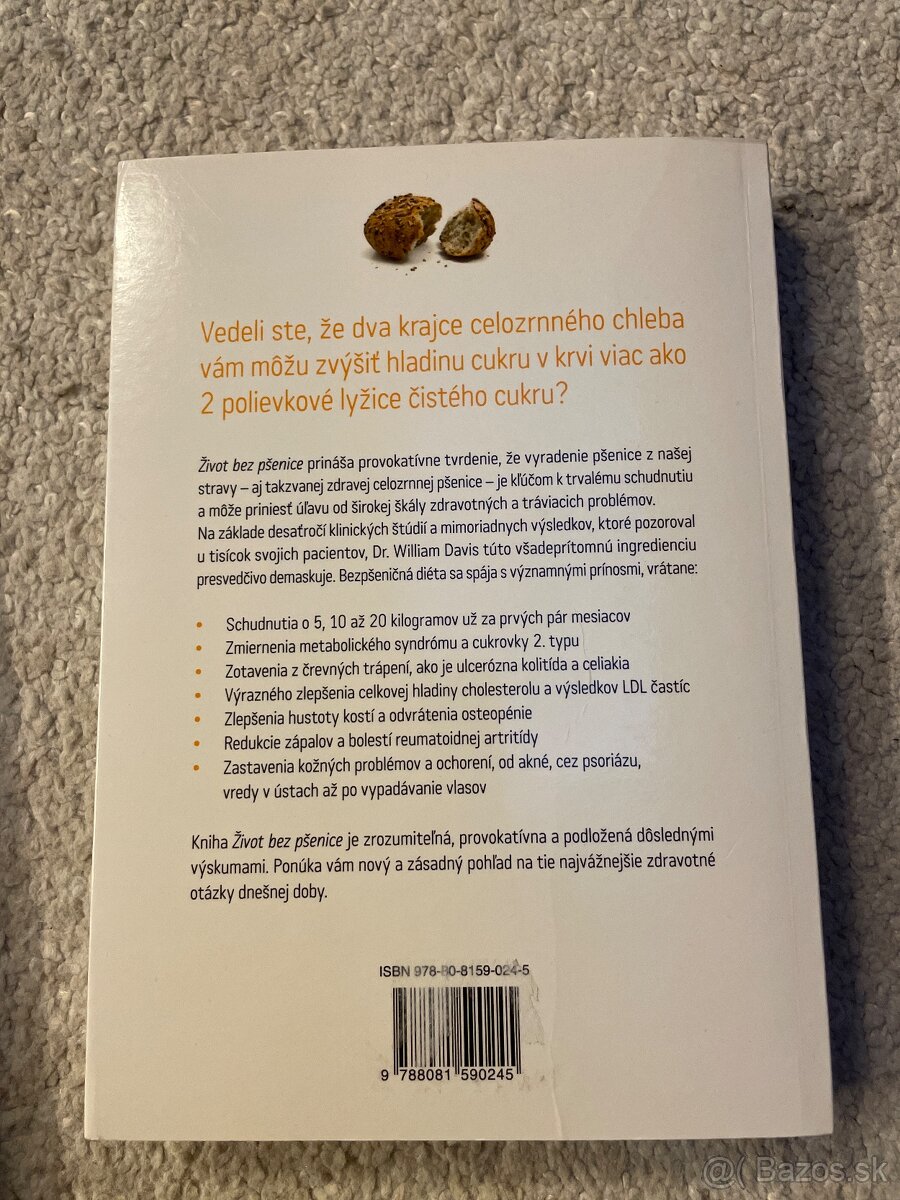 Vedeli ste, že dva krajce celozrnného chleba
vám môžu zvýšiť hladinu cukru v krvi viac ako
2 polievkové lyžice čistého cukru?
Život bez pšenice prináša provokatívne tvrdenie, že vyradenie pšenice z našej
stravy – aj takzvanej zdravej celozrnnej pšenice – je kľúčom k trvalému schudnutiu
a môže priniesť úľavu od širokej škály zdravotných a tráviacich problémov.
Na základe desaťročí klinických štúdií a mimoriadnych výsledkov, ktoré pozoroval
u tisícok svojich pacientov, Dr. William Davis túto všadeprítomnú ingredienciu
presvedčivo demaskuje. Bezpšeničná diéta sa spája s významnými prínosmi, vrátane:
• Schudnutia o 5, 10 až 20 kilogramov už za prvých pár mesiacov
• Zmiernenia metabolického syndrómu a cukrovky 2. typu
• Zotavenia z črevných trápení, ako je ulcerózna kolitída a celiakia
• Výrazného zlepšenia celkovej hladiny cholesterolu a výsledkov LDL častíc
• Zlepšenia hustoty kostí a odvrátenia osteopénie
• Redukcie zápalov a bolestí reumatoidnej artritídy
• Zastavenia kožných problémov a ochorení, od akné, cez psoriázu,
vredy v ústach až po vypadávanie vlasov
Kniha Život bez pšenice je zrozumiteľná, provokatívna a podložená dôslednými
výskumami. Ponúka vám nový a zásadný pohľad na tie najvážnejšie zdravotné
otázky dnešnej doby.
ISBN 978-80-8159-024-5
9 788081 590245
@( Bazos.sk